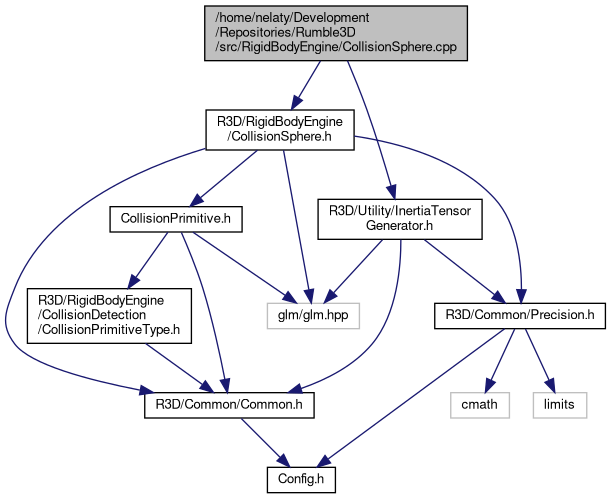 /home/nelaty/Development
/Repositories/Rumble3D
/src/RigidBodyEngine/CollisionSphere.cpp
R3D/RigidBodyEngine
/CollisionSphere.h
CollisionPrimitive.h
R3D/Utility/InertiaTensor
Generator.h
R3D/RigidBodyEngine
/CollisionDetection
/CollisionPrimitiveType.h
glm/glm.hpp
R3D/Common/Precision.h
R3D/Common/Common.h
cmath
limits
Config.h